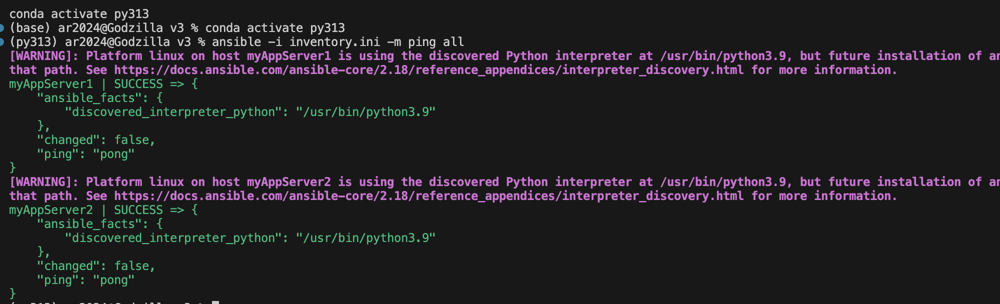 conda activate py313
(base) ar2024@Godzilla v3 % conda activate py313
(py313) ar2024@Godzilla v3 % ansible -i inventory.ini -m ping all
[WARNING]: Platform linux on host myAppServer1 is using the discovered Python interpreter at /usr/bin/python3.9, but future installation of
that path. See https://docs.ansible.com/ansible-core/2.18/reference_appendices/interpreter_discovery.html for more information.
myAppServer1 | SUCCESS => {
    "ansible_facts": {
        "discovered_interpreter_python": "/usr/bin/python3.9"
    },
    "changed": false,
    "ping": "pong"
}
[WARNING]: Platform linux on host myAppServer2 is using the discovered Python interpreter at /usr/bin/python3.9, but future installation of
that path. See https://docs.ansible.com/ansible-core/2.18/reference_appendices/interpreter_discovery.html for more information.
myAppServer2 | SUCCESS => {
    "ansible_facts": {
        "discovered_interpreter_python": "/usr/bin/python3.9"
    },
    "changed": false,
    "ping": "pong"
}